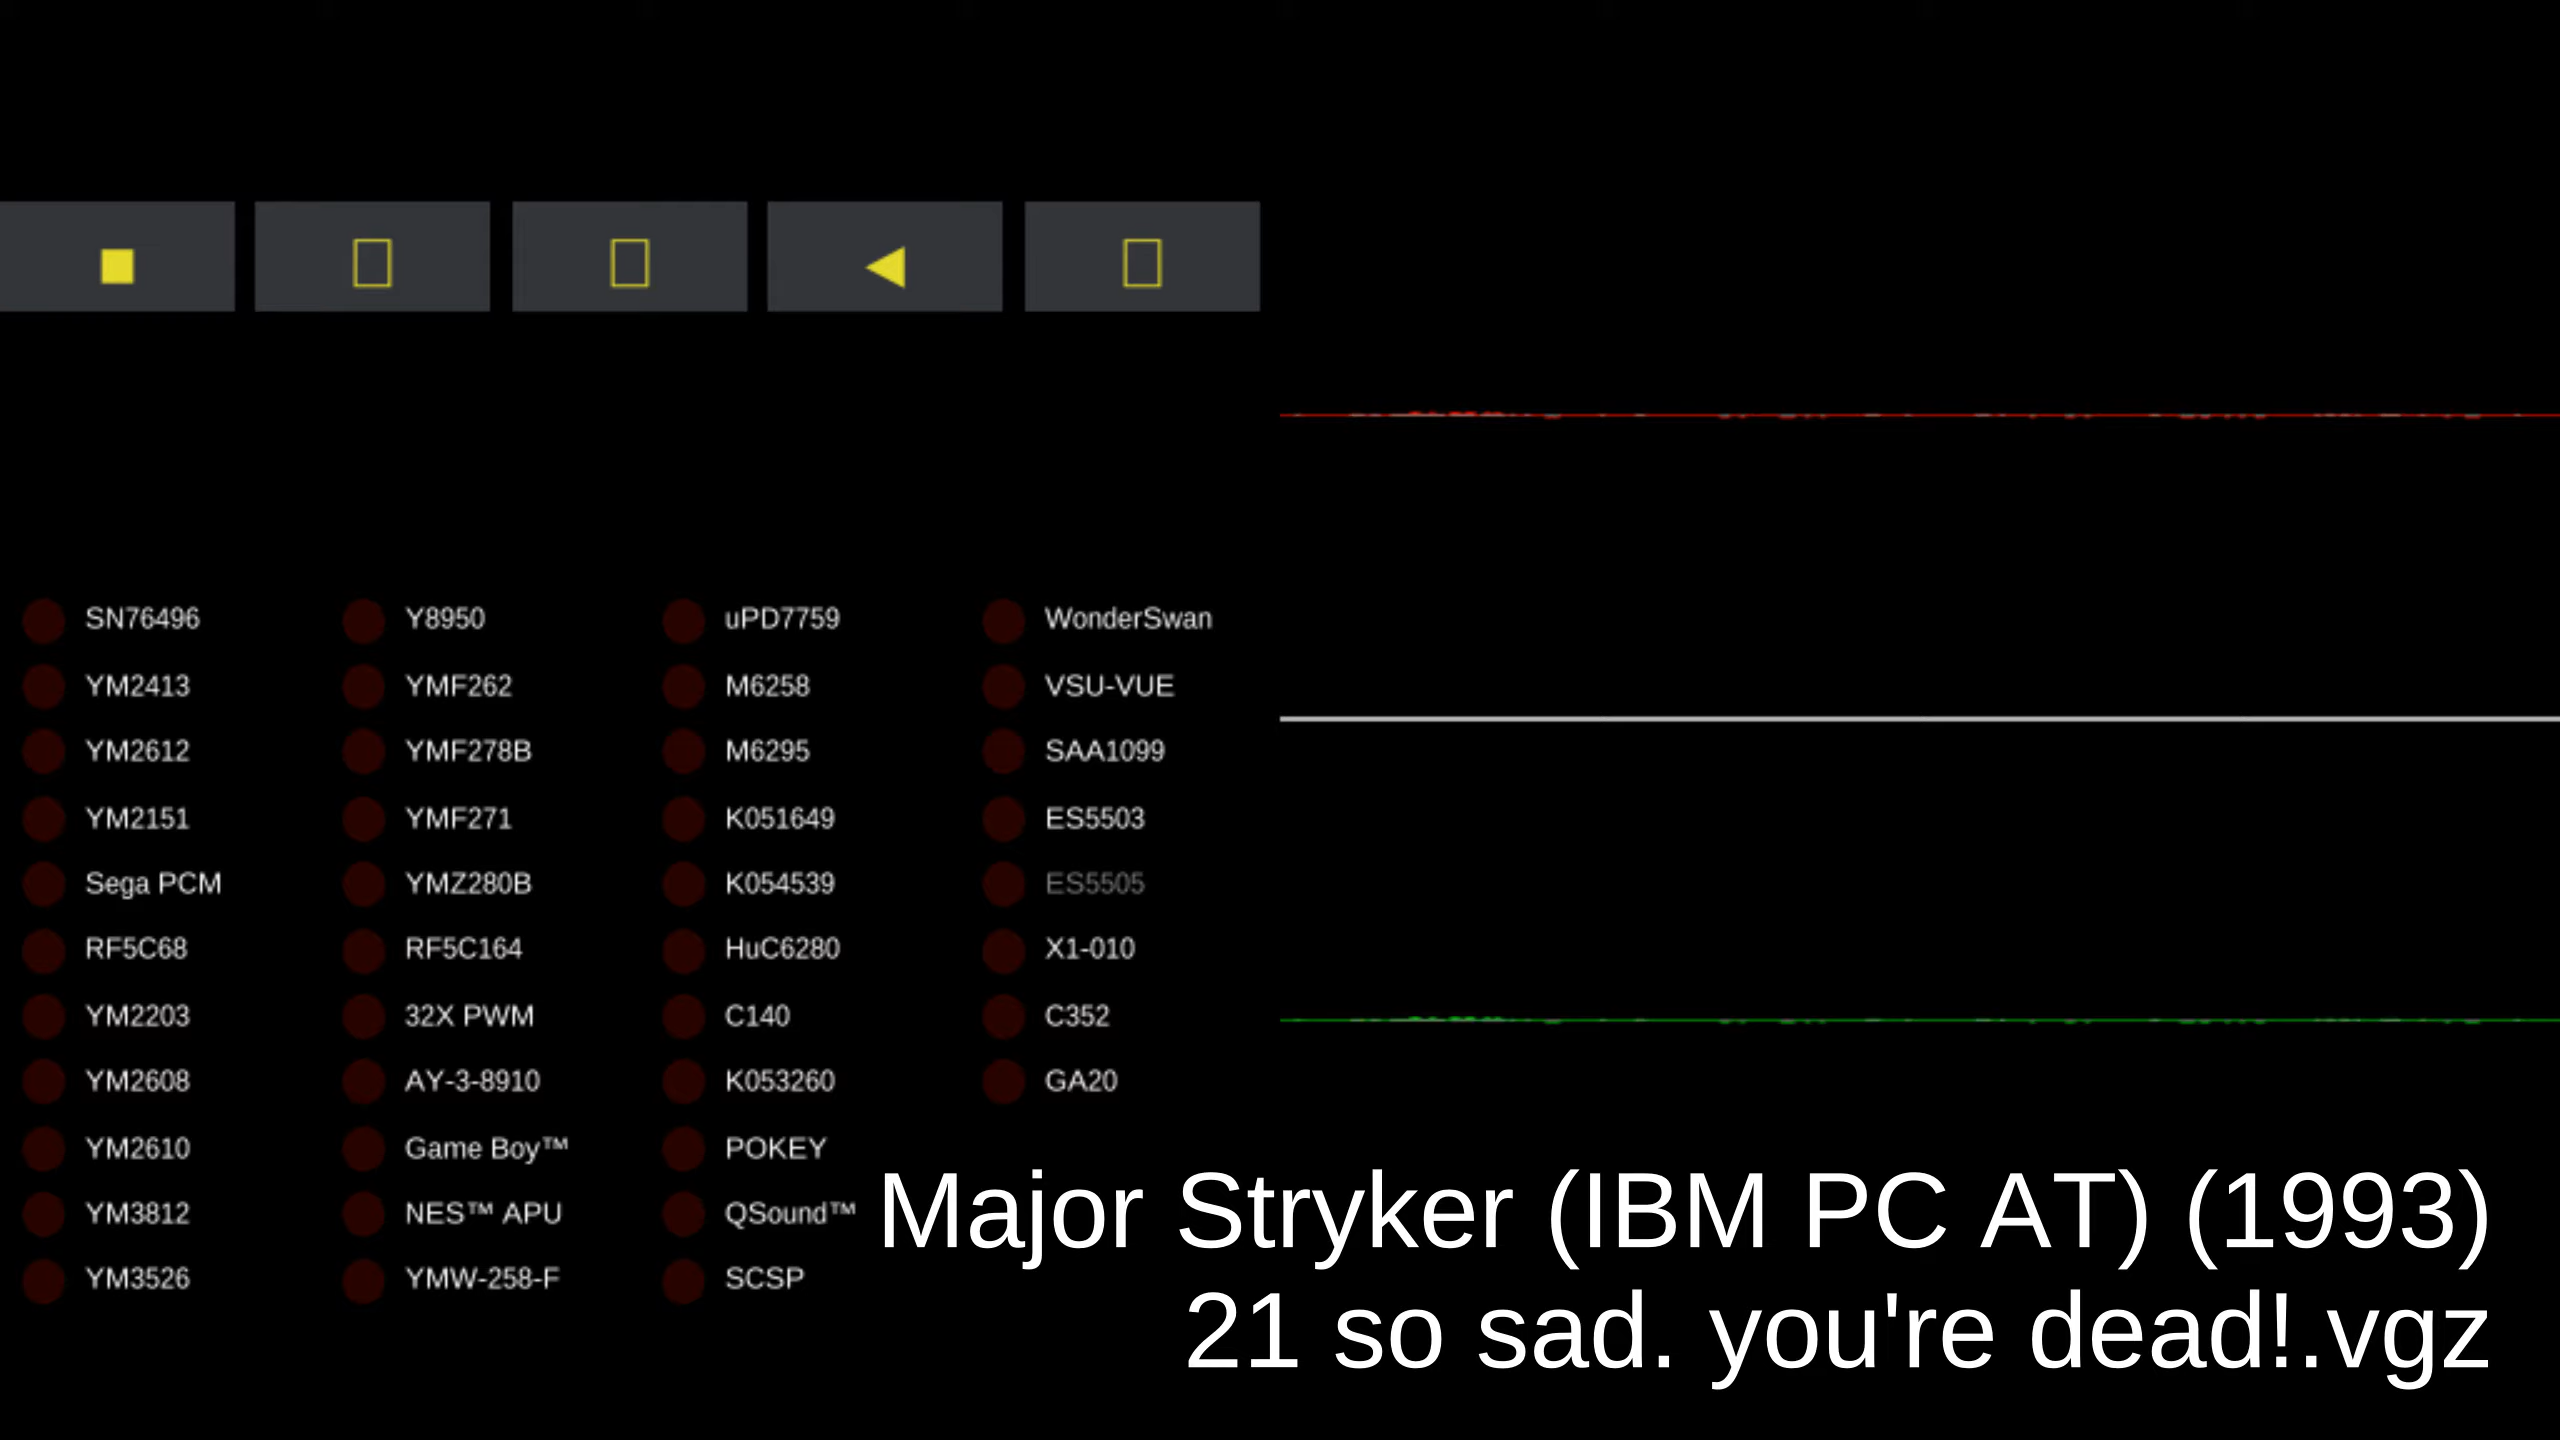 SN76496
YM2413
YM2612
YM2151
Sega PCM
RF5C68
YM2203
YM2608
YM2610
YM3812
YM3526
Y8950
YMF262
YMF278B
YMF271
YMZ280B
RF5C164
32X PWM
AY-3-8910
Game Boy™
NES™ APU
YMW-258-F
uPD7759
M6258
M6295
K051649
K054539
HuC6280
C140
K053260
POKEY
QSound™
SCSP
WonderSwan
VSU-VUE
SAA1099
ES5503
ES5505
X1-010
C352
GA20
Major Stryker (IBM PC AT) (1993)
21 so sad. you're dead!.vgz